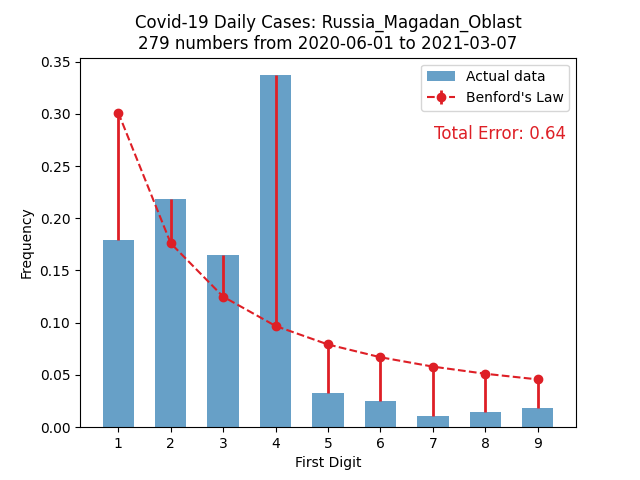 Covid-19 Daily Cases: Russia_Magadan_Oblast
279 numbers from 2020-06-01 to 2021-03-07
Actual data
Benford's Law
Total Error: 0.64
Frequency
0.35
0.30
0.25
0.20
0.15
0.10
0.05
0.00
1 2 3 4 5 6 7 8 9
First Digit